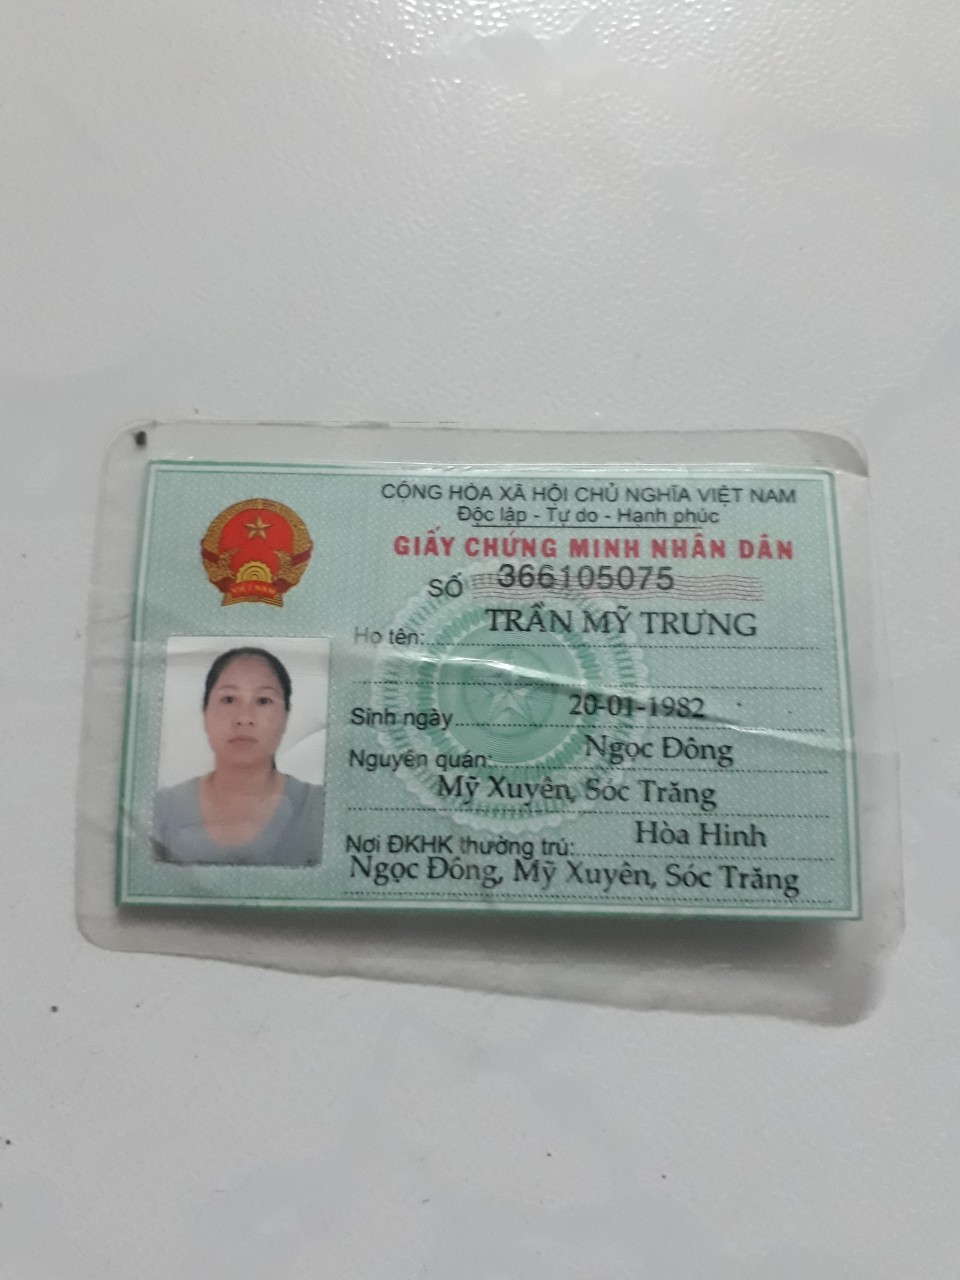 CỘNG HÒA XÃ HỘI CHỦ NGHĨA VIỆT NAM
Độc lập - Tự do - Hạnh phúc
GIẤY CHỨNG MINH NHÂN DÂN
SỐ 366105075
VIỆT NAM
Họ tên: TRẦN MỸ TRƯNG
Sinh ngày 20-01-1982
Nguyên quán: Ngọc Đông
Mỹ Xuyên, Sóc Trăng
Nơi ĐKHK thường trú: Hòa Hinh
Ngọc Đông, Mỹ Xuyên, Sóc Trăng